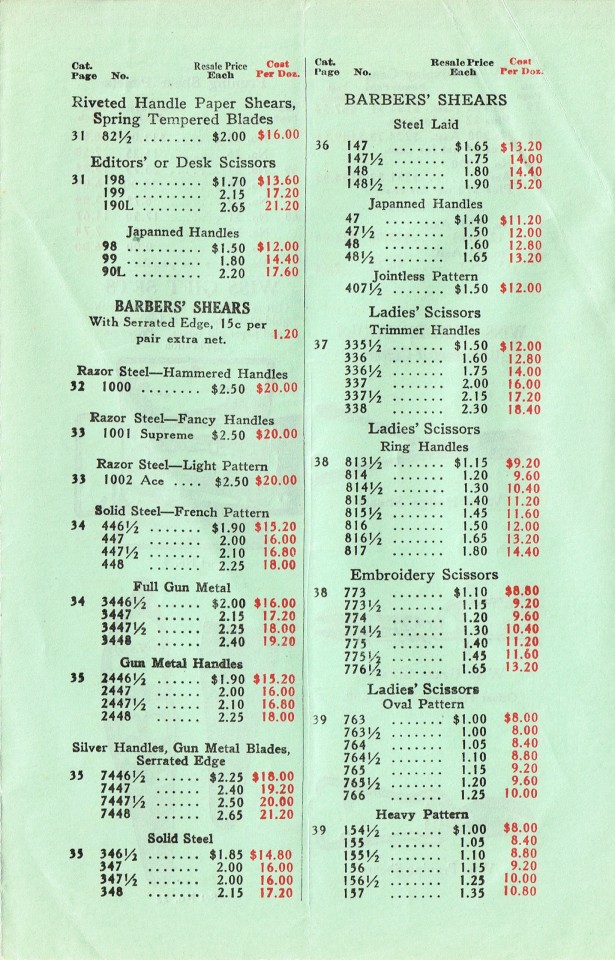 Cat. Resale Price Cost
Page No. Each Per Doz.
Riveted Handle Paper Shears,
Spring Tempered Blades
31 82½ ........ $2.00 $16.00
Editors' or Desk Scissors
31 198 ......... $1.70 $13.60
199 ......... 2.15 17.20
190L ......... 2.65 21.20
Japanned Handles
98 .......... $1.50 $12.00
99 .......... 1.80 14.40
90L .......... 2.20 17.60
BARBERS' SHEARS
With Serrated Edge, 15c per
pair extra net. 1.20
Razor Steel—Hammered Handles
32 1000 ........ $2.50 $20.00
Razor Steel—Fancy Handles
33 1001 Supreme $2.50 $20.00
Razor Steel—Light Pattern
33 1002 Ace .... $2.50 $20.00
Solid Steel—French Pattern
34 446½ ....... $1.90 $15.20
447 ....... 2.00 16.00
447½ ....... 2.10 16.80
448 ....... 2.25 18.00
Full Gun Metal
34 3446½ ...... $2.00 $16.00
3447 ...... 2.15 17.20
3447½ ...... 2.25 18.00
3448 ...... 2.40 19.20
Gun Metal Handles
35 2446½ ...... $1.90 $15.20
2447 ...... 2.00 16.00
2447½ ...... 2.10 16.80
2448 ...... 2.25 18.00
Silver Handles, Gun Metal Blades,
Serrated Edge
35 7446½ ...... $2.25 $18.00
7447 ...... 2.40 19.20
7447½ ...... 2.50 20.00
7448 ...... 2.65 21.20
Solid Steel
35 346½ ....... $1.85 $14.80
347 ....... 2.00 16.00
347½ ....... 2.00 16.00
348 ....... 2.15 17.20
Cat. Resale Price Cost
Page No. Each Per Doz.
BARBERS' SHEARS
Steel Laid
36 147 ....... $1.65 $13.20
147½ ....... 1.75 14.00
148 ....... 1.80 14.40
148½ ....... 1.90 15.20
Japanned Handles
47 ....... $1.40 $11.20
47½ ....... 1.50 12.00
48 ....... 1.60 12.80
48½ ....... 1.65 13.20
Jointless Pattern
407½ ....... $1.50 $12.00
Ladies' Scissors
Trimmer Handles
37 335½ ....... $1.50 $12.00
336 ....... 1.60 12.80
336½ ....... 1.75 14.00
337 ....... 2.00 16.00
337½ ....... 2.15 17.20
338 ....... 2.30 18.40
Ladies' Scissors
Ring Handles
38 813½ ....... $1.15 $9.20
814 ....... 1.20 9.60
814½ ....... 1.30 10.40
815 ....... 1.40 11.20
815½ ....... 1.45 11.60
816 ....... 1.50 12.00
816½ ....... 1.65 13.20
817 ....... 1.80 14.40
Embroidery Scissors
38 773 ....... $1.10 $8.80
773½ ....... 1.15 9.20
774 ....... 1.20 9.60
774½ ....... 1.30 10.40
775 ....... 1.40 11.20
775½ ....... 1.45 11.60
776½ ....... 1.65 13.20
Ladies' Scissors
Oval Pattern
39 763 ....... $1.00 $8.00
763½ ....... 1.00 8.00
764 ....... 1.05 8.40
764½ ....... 1.10 8.80
765 ....... 1.15 9.20
765½ ....... 1.20 9.60
766 ....... 1.25 10.00
Heavy Pattern
39 154½ ....... $1.00 $8.00
155 ....... 1.05 8.40
155½ ....... 1.10 8.80
156 ....... 1.15 9.20
156½ ....... 1.25 10.00
157 ....... 1.35 10.80